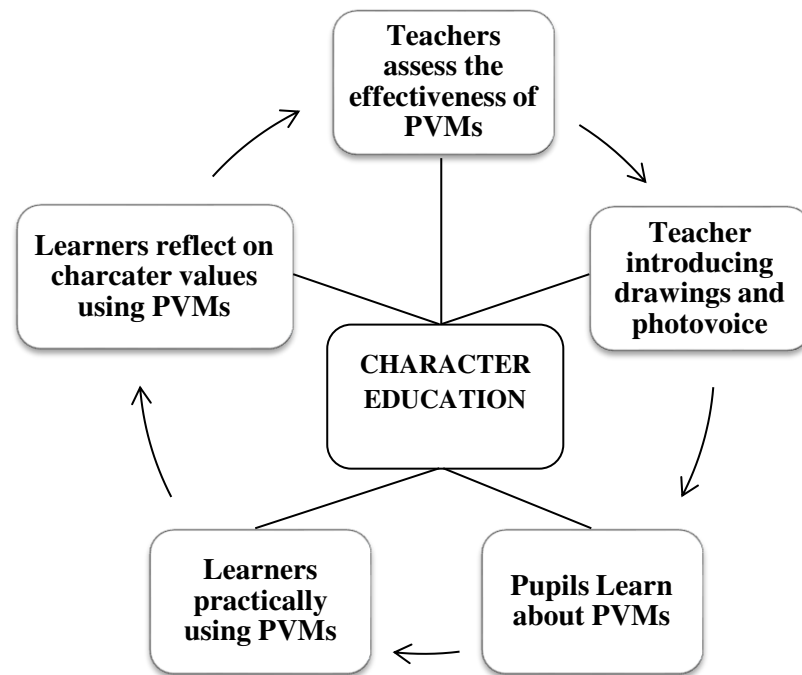 Teachers
assess the
effectiveness of
PVMs
Learners reflect on
charcater values
using PVMs
Teacher
introducing
drawings and
photovoice
CHARACTER
EDUCATION
Learners
practically
using PVMs
Pupils Learn
about PVMs